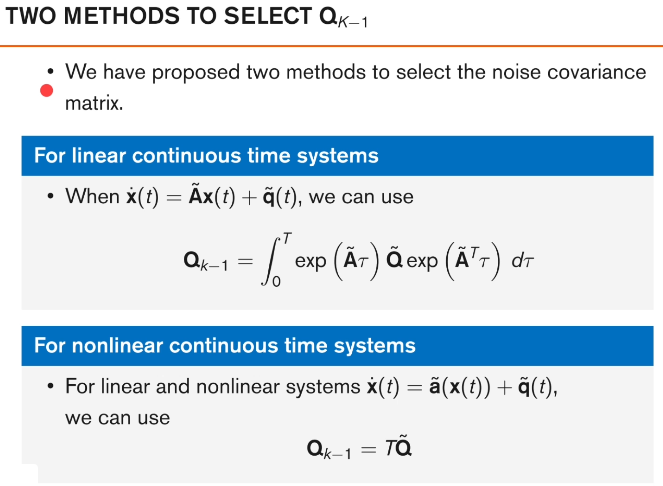 TWO METHODS TO SELECT Q_{K−1}
• We have proposed two methods to select the noise covariance
matrix.
For linear continuous time systems
• When ẋ(t) = Ãx(t) + q̃(t), we can use
Q_{k−1} = ∫_0^T exp(Ãτ) Q̃ exp(Ã^T τ) dτ
For nonlinear continuous time systems
• For linear and nonlinear systems ẋ(t) = ã(x(t)) + q̃(t),
we can use
Q_{k−1} = TQ̃